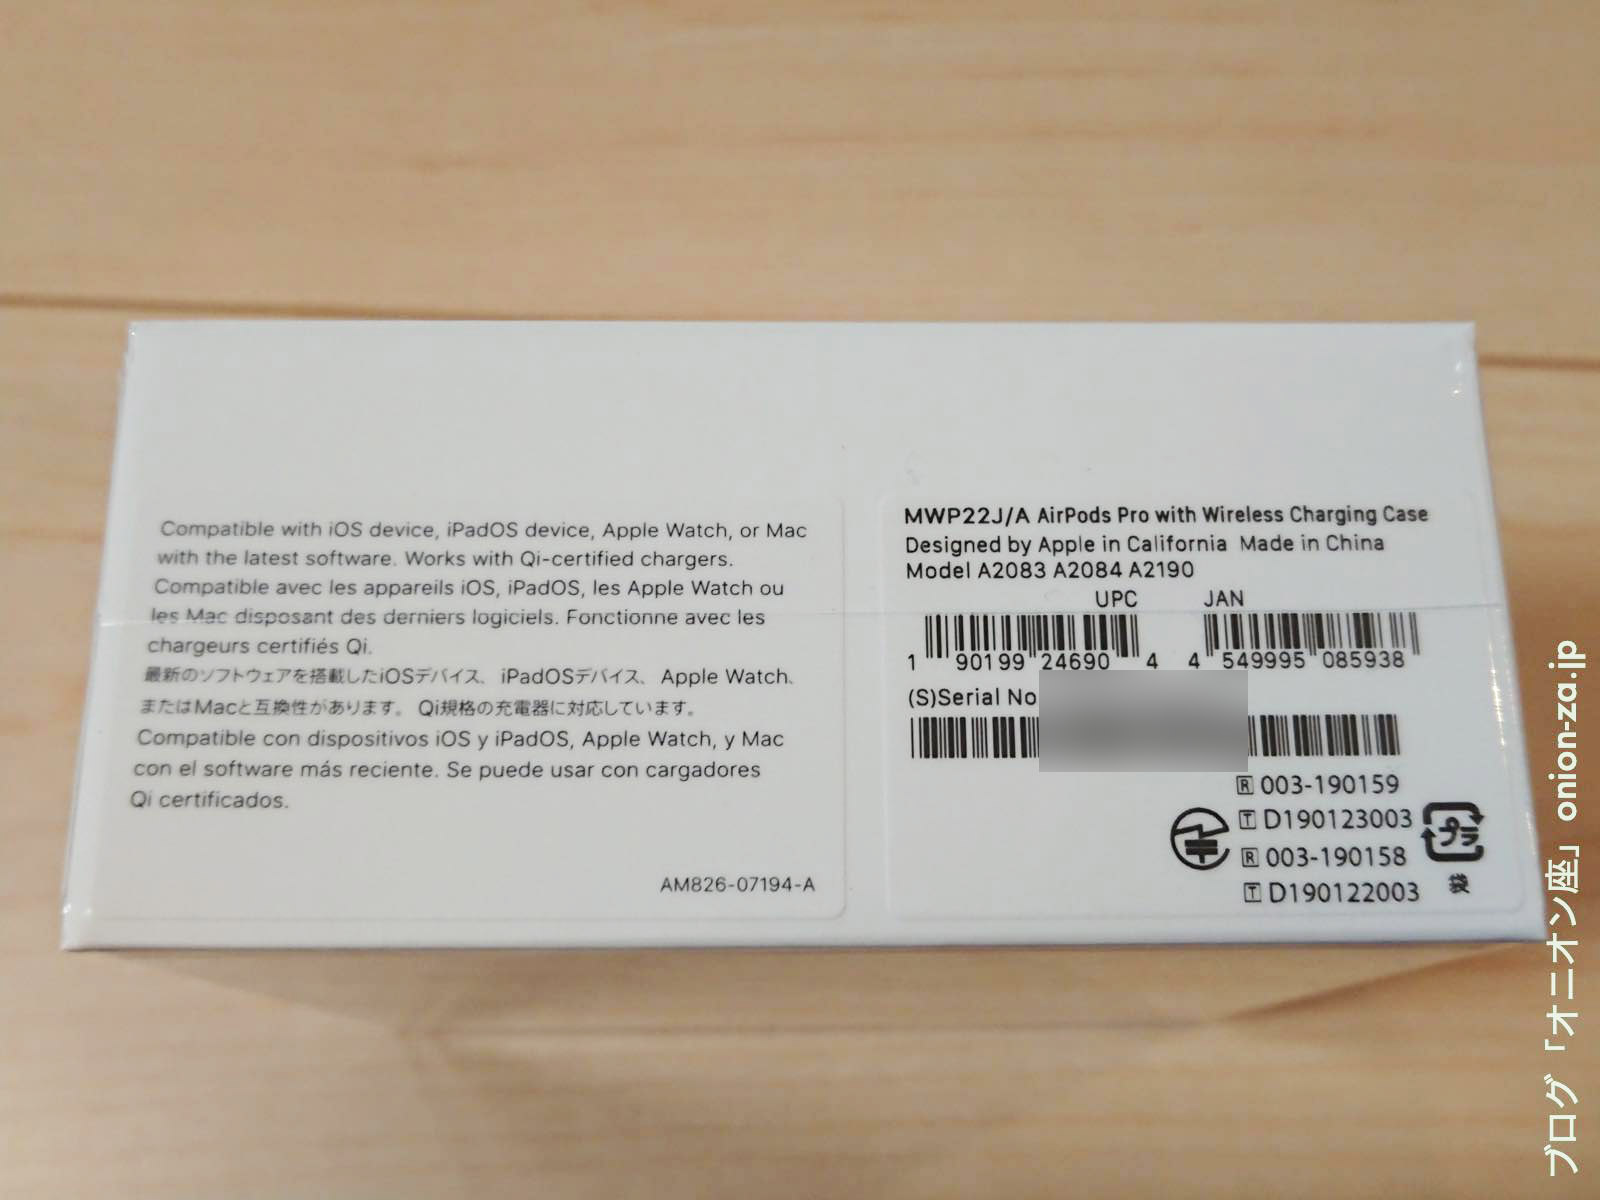 Compatible with iOS device, iPadOS device, Apple Watch, or Mac
with the latest software. Works with Qi-certified chargers.
Compatible avec les appareils iOS, iPadOS, les Apple Watch ou
les Mac disposant des derniers logiciels. Fonctionne avec les
chargeurs certifiés Qi.
最新のソフトウェアを搭載したiOSデバイス、iPadOSデバイス、Apple Watch、
またはMacと互換性があります。Qi規格の充電器に対応しています。
Compatible con dispositivos iOS y iPadOS, Apple Watch, y Mac
con el software más reciente. Se puede usar con cargadores
Qi certificados.
AM826-07194-A
MWP22J/A AirPods Pro with Wireless Charging Case
Designed by Apple in California Made in China
Model A2083 A2084 A2190
UPC JAN
1 90199 24690 4 4 549995 085938
(S)Serial No
R 003-190159
T D190123003
R 003-190158
T D190122003
プラ
袋
ブログ「オニオン座」onion-za.jp